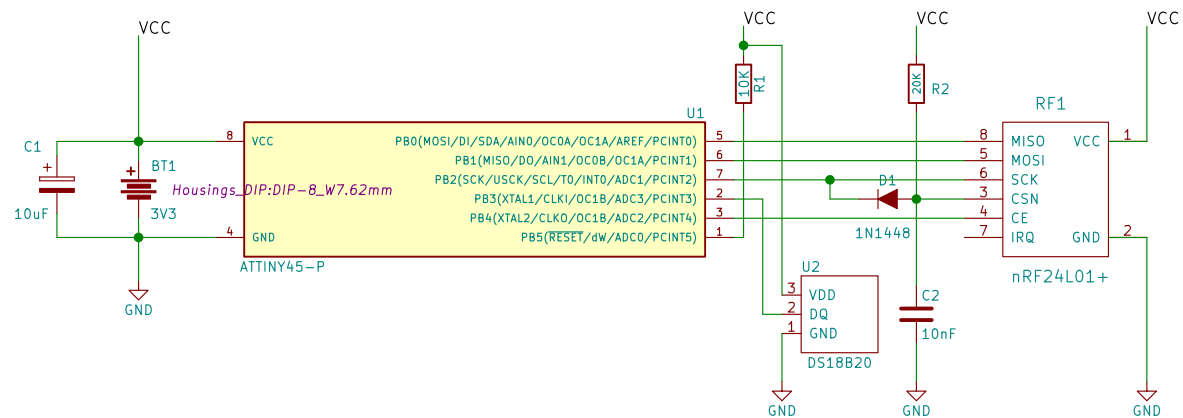 VCC
VCC
VCC
VCC
10K
R1
20K
R2
RF1
U1
C1
+
10uF
+
BT1
3V3
Housings_DIP:DIP-8_W7.62mm
8
VCC
4
GND
PB0(MOSI/DI/SDA/AIN0/OC0A/OC1A/AREF/PCINT0)
5
PB1(MISO/DO/AIN1/OC0B/OC1A/PCINT1)
6
PB2(SCK/USCK/SCL/T0/INT0/ADC1/PCINT2)
7
PB3(XTAL1/CLKI/OC1B/ADC3/PCINT3)
2
PB4(XTAL2/CLKO/OC1B/ADC2/PCINT4)
3
PB5(RESET/dW/ADC0/PCINT5)
1
ATTINY45-P
GND
D1
1N1448
8 MISO
5 MOSI
6 SCK
3 CSN
4 CE
7 IRQ
VCC 1
GND 2
nRF24L01+
U2
3 VDD
2 DQ
1 GND
DS18B20
C2
10nF
GND
GND
GND